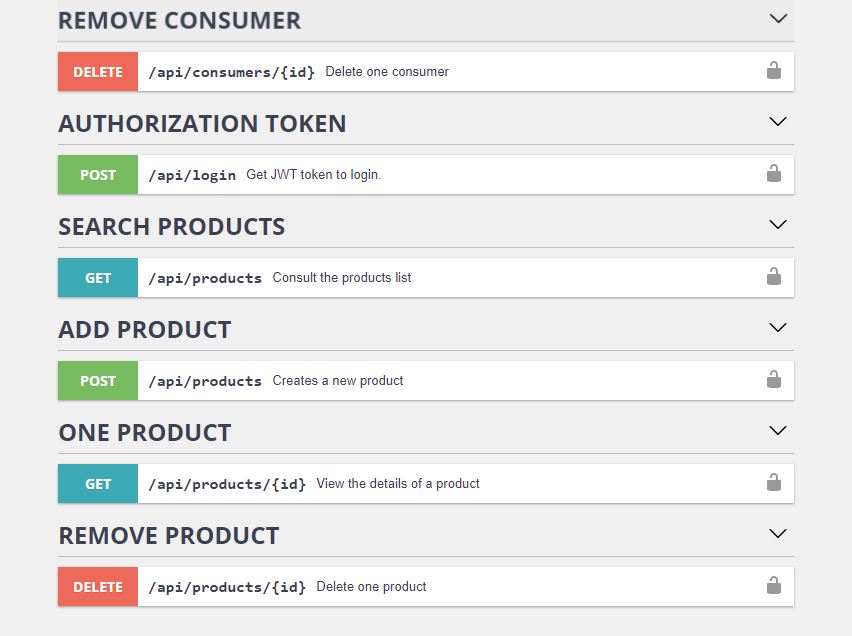 REMOVE CONSUMER
DELETE /api/consumers/{id} Delete one consumer
AUTHORIZATION TOKEN
POST /api/login Get JWT token to login.
SEARCH PRODUCTS
GET /api/products Consult the products list
ADD PRODUCT
POST /api/products Creates a new product
ONE PRODUCT
GET /api/products/{id} View the details of a product
REMOVE PRODUCT
DELETE /api/products/{id} Delete one product